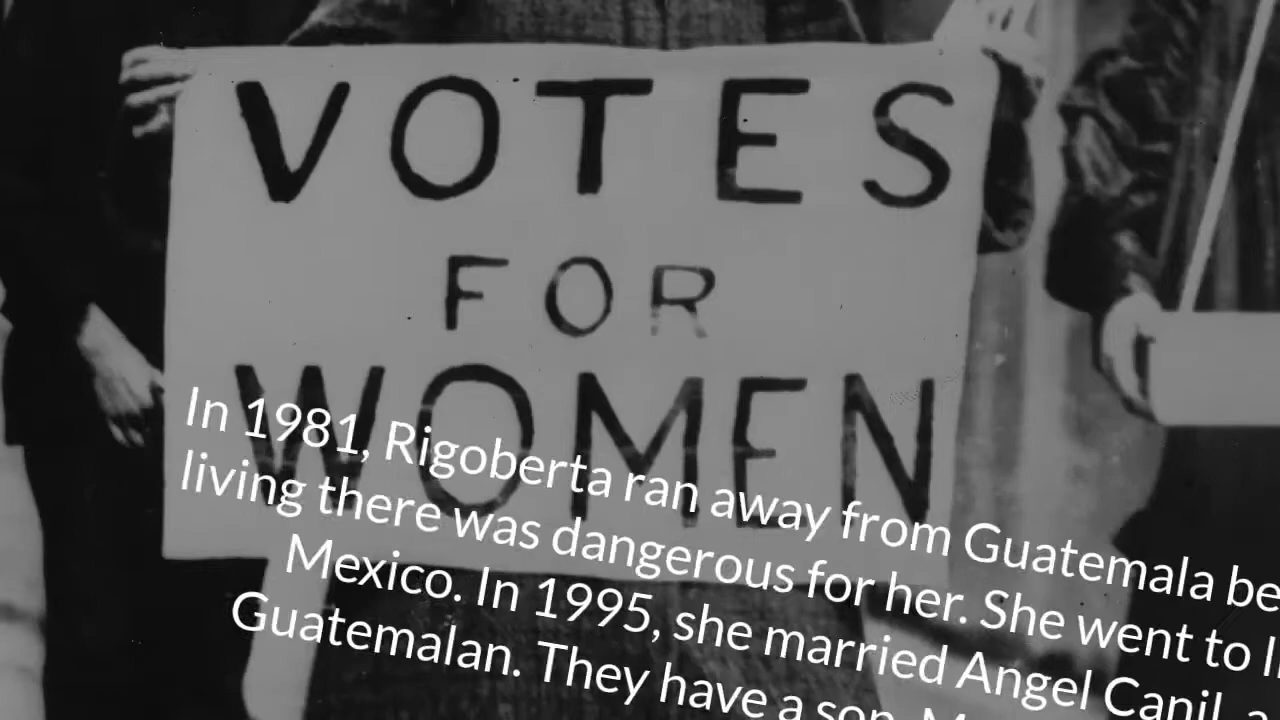 VOTES
FOR
WOMEN
In 1981, Rigoberta ran away from Guatemala
living there was dangerous for her. She went to
Mexico. In 1995, she married Angel Canil,
Guatemalan. They have a son,